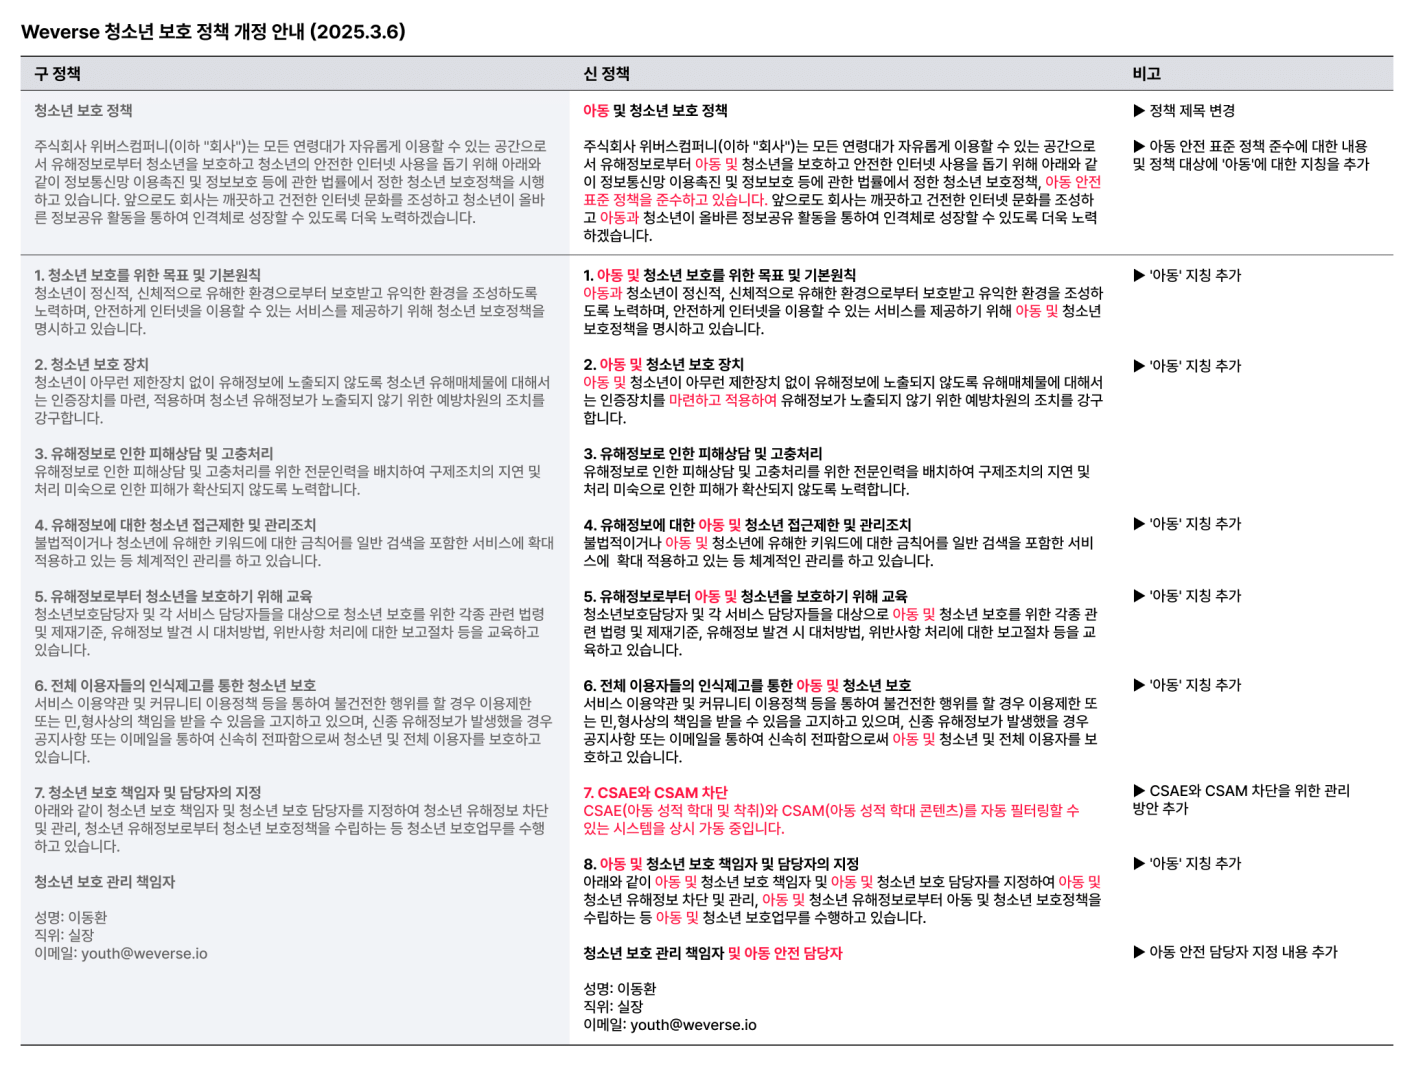 Weverse 청소년 보호 정책 개정 안내 (2025.3.6)
구 정책
신 정책
비고
청소년 보호 정책
주식회사 위버스컴퍼니(이하 "회사")는 모든 연령대가 자유롭게 이용할 수 있는 공간으로
서 유해정보로부터 청소년을 보호하고 청소년의 안전한 인터넷 사용을 돕기 위해 아래와
같이 정보통신망 이용촉진 및 정보보호 등에 관한 법률에서 정한 청소년 보호정책을 시행
하고 있습니다. 앞으로도 회사는 깨끗하고 건전한 인터넷 문화를 조성하고 청소년이 올바
른 정보공유 활동을 통하여 인격체로 성장할 수 있도록 더욱 노력하겠습니다.
아동 및 청소년 보호 정책
주식회사 위버스컴퍼니(이하 "회사")는 모든 연령대가 자유롭게 이용할 수 있는 공간으로
서 유해정보로부터 아동 및 청소년을 보호하고 안전한 인터넷 사용을 돕기 위해 아래와 같
이 정보통신망 이용촉진 및 정보보호 등에 관한 법률에서 정한 청소년 보호정책, 아동 안전
표준 정책을 준수하고 있습니다. 앞으로도 회사는 깨끗하고 건전한 인터넷 문화를 조성하
고 아동과 청소년이 올바른 정보공유 활동을 통하여 인격체로 성장할 수 있도록 더욱 노력
하겠습니다.
▶ 정책 제목 변경
▶ 아동 안전 표준 정책 준수에 대한 내용
및 정책 대상에 '아동'에 대한 지칭을 추가
1. 청소년 보호를 위한 목표 및 기본원칙
청소년이 정신적, 신체적으로 유해한 환경으로부터 보호받고 유익한 환경을 조성하도록
노력하며, 안전하게 인터넷을 이용할 수 있는 서비스를 제공하기 위해 청소년 보호정책을
명시하고 있습니다.
2. 청소년 보호 장치
청소년이 아무런 제한장치 없이 유해정보에 노출되지 않도록 청소년 유해매체물에 대해서
는 인증장치를 마련, 적용하며 청소년 유해정보가 노출되지 않기 위한 예방차원의 조치를
강구합니다.
3. 유해정보로 인한 피해상담 및 고충처리
유해정보로 인한 피해상담 및 고충처리를 위한 전문인력을 배치하여 구제조치의 지연 및
처리 미숙으로 인한 피해가 확산되지 않도록 노력합니다.
4. 유해정보에 대한 청소년 접근제한 및 관리조치
불법적이거나 청소년에 유해한 키워드에 대한 금칙어를 일반 검색을 포함한 서비스에 확대
적용하고 있는 등 체계적인 관리를 하고 있습니다.
5. 유해정보로부터 청소년을 보호하기 위해 교육
청소년보호담당자 및 각 서비스 담당자들을 대상으로 청소년 보호를 위한 각종 관련 법령
및 제재기준, 유해정보 발견 시 대처방법, 위반사항 처리에 대한 보고절차 등을 교육하고
있습니다.
6. 전체 이용자들의 인식제고를 통한 청소년 보호
서비스 이용약관 및 커뮤니티 이용정책 등을 통하여 불건전한 행위를 할 경우 이용제한
또는 민,형사상의 책임을 받을 수 있음을 고지하고 있으며, 신종 유해정보가 발생했을 경우
공지사항 또는 이메일을 통하여 신속히 전파함으로써 청소년 및 전체 이용자를 보호하고
있습니다.
7. 청소년 보호 책임자 및 담당자의 지정
아래와 같이 청소년 보호 책임자 및 청소년 보호 담당자를 지정하여 청소년 유해정보 차단
및 관리, 청소년 유해정보로부터 청소년 보호정책을 수립하는 등 청소년 보호업무를 수행
하고 있습니다.
청소년 보호 관리 책임자
성명: 이동환
직위: 실장
이메일: youth@weverse.io
1. 아동 및 청소년 보호를 위한 목표 및 기본원칙
아동과 청소년이 정신적, 신체적으로 유해한 환경으로부터 보호받고 유익한 환경을 조성하
도록 노력하며, 안전하게 인터넷을 이용할 수 있는 서비스를 제공하기 위해 아동 및 청소년
보호정책을 명시하고 있습니다.
2. 아동 및 청소년 보호 장치
아동 및 청소년이 아무런 제한장치 없이 유해정보에 노출되지 않도록 유해매체물에 대해서
는 인증장치를 마련하고 적용하여 유해정보가 노출되지 않기 위한 예방차원의 조치를 강구
합니다.
3. 유해정보로 인한 피해상담 및 고충처리
유해정보로 인한 피해상담 및 고충처리를 위한 전문인력을 배치하여 구제조치의 지연 및
처리 미숙으로 인한 피해가 확산되지 않도록 노력합니다.
4. 유해정보에 대한 아동 및 청소년 접근제한 및 관리조치
불법적이거나 아동 및 청소년에 유해한 키워드에 대한 금칙어를 일반 검색을 포함한 서비
스에 확대 적용하고 있는 등 체계적인 관리를 하고 있습니다.
5. 유해정보로부터 아동 및 청소년을 보호하기 위해 교육
청소년보호담당자 및 각 서비스 담당자들을 대상으로 아동 및 청소년 보호를 위한 각종 관
련 법령 및 제재기준, 유해정보 발견 시 대처방법, 위반사항 처리에 대한 보고절차 등을 교
육하고 있습니다.
6. 전체 이용자들의 인식제고를 통한 아동 및 청소년 보호
서비스 이용약관 및 커뮤니티 이용정책 등을 통하여 불건전한 행위를 할 경우 이용제한 또
는 민,형사상의 책임을 받을 수 있음을 고지하고 있으며, 신종 유해정보가 발생했을 경우
공지사항 또는 이메일을 통하여 신속히 전파함으로써 아동 및 청소년 및 전체 이용자를 보
호하고 있습니다.
7. CSAE와 CSAM 차단
CSAE(아동 성적 학대 및 착취)와 CSAM(아동 성적 학대 콘텐츠)를 자동 필터링할 수
있는 시스템을 상시 가동 중입니다.
8. 아동 및 청소년 보호 책임자 및 담당자의 지정
아래와 같이 아동 및 청소년 보호 책임자 및 아동 및 청소년 보호 담당자를 지정하여 아동 및
청소년 유해정보 차단 및 관리, 아동 및 청소년 유해정보로부터 아동 및 청소년 보호정책을
수립하는 등 아동 및 청소년 보호업무를 수행하고 있습니다.
청소년 보호 관리 책임자 및 아동 안전 담당자
성명: 이동환
직위: 실장
이메일: youth@weverse.io
▶ '아동' 지칭 추가
▶ '아동' 지칭 추가
▶ '아동' 지칭 추가
▶ '아동' 지칭 추가
▶ '아동' 지칭 추가
▶ CSAE와 CSAM 차단을 위한 관리
방안 추가
▶ '아동' 지칭 추가
▶ 아동 안전 담당자 지정 내용 추가